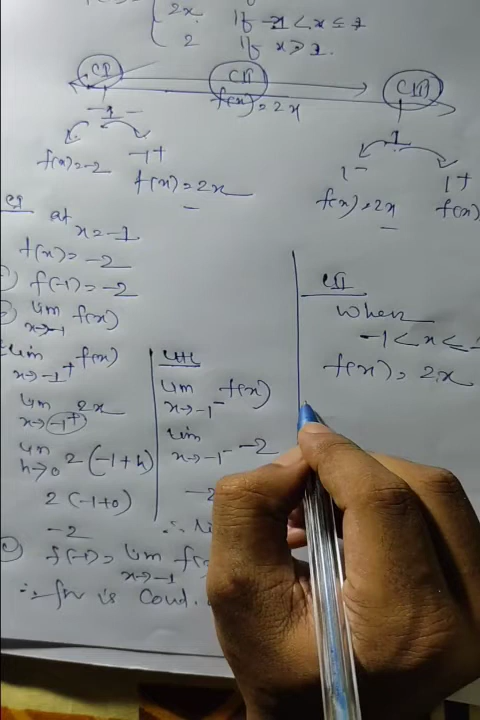 2x if -1 < x ≤ 1
2 if x > 1.
CI CII CIII
f(x) = 2x
-1 1
f(x) = -2 -1+ 1- 1+
f(x) = 2x f(x) = 2x f(x)
CI at x = -1
f(x) = -2
f(-1) = -2
lim f(x)
x→-1
lim f(x)
x→-1+
lim 2x
x→-1+
lim 2(-1+h)
h→0
2(-1+0)
-2
f(-1) = lim
x→-1
∴ fn is Cont.
LHL
lim f(x)
x→-1-
lim -2
x→-1-
CII
When
-1 < x ≤
f(x) = 2x